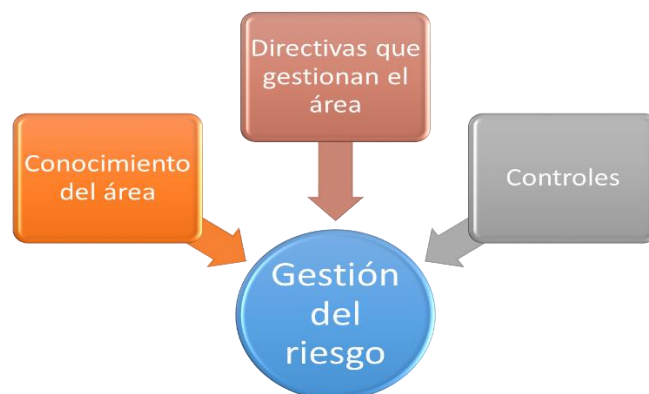 Directivas que
gestionan el
área
Conocimiento
del área
Controles
Gestión
del
riesgo